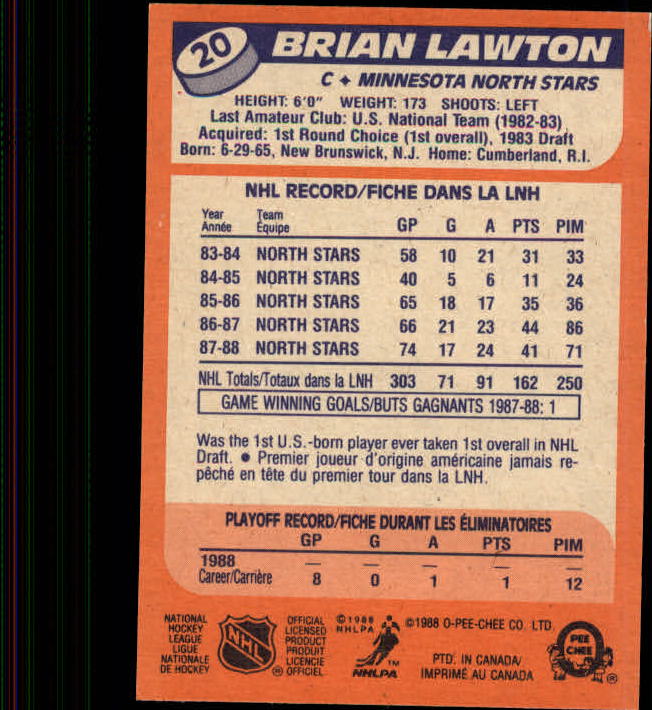 20 BRIAN LAWTON
C ✦ MINNESOTA NORTH STARS
HEIGHT: 6'0" WEIGHT: 173 SHOOTS: LEFT
Last Amateur Club: U.S. National Team (1982-83)
Acquired: 1st Round Choice (1st overall), 1983 Draft
Born: 6-29-65, New Brunswick, N.J. Home: Cumberland, R.I.
NHL RECORD/FICHE DANS LA LNH
Year Team
Année Équipe GP G A PTS PIM
83-84 NORTH STARS 58 10 21 31 33
84-85 NORTH STARS 40 5 6 11 24
85-86 NORTH STARS 65 18 17 35 36
86-87 NORTH STARS 66 21 23 44 86
87-88 NORTH STARS 74 17 24 41 71
NHL Totals/Totaux dans la LNH 303 71 91 162 250
GAME WINNING GOALS/BUTS GAGNANTS 1987-88: 1
Was the 1st U.S.-born player ever taken 1st overall in NHL
Draft. ● Premier joueur d'origine américaine jamais re-
pêché en tête du premier tour dans la LNH.
PLAYOFF RECORD/FICHE DURANT LES ÉLIMINATOIRES
GP G A PTS PIM
1988 — — — — —
Career/Carrière 8 0 1 1 12
NATIONAL
HOCKEY
LEAGUE
LIGUE
NATIONALE
DE HOCKEY
NHL
®
OFFICIAL
LICENSED
PRODUCT
PRODUIT
LICENCIE
OFFICIEL
©1988
NHLPA
TM
NHLPA
©1988 O-PEE-CHEE CO. LTD.
PTD. IN CANADA/
IMPRIMÉ AU CANADA
PEE
CHEE
®